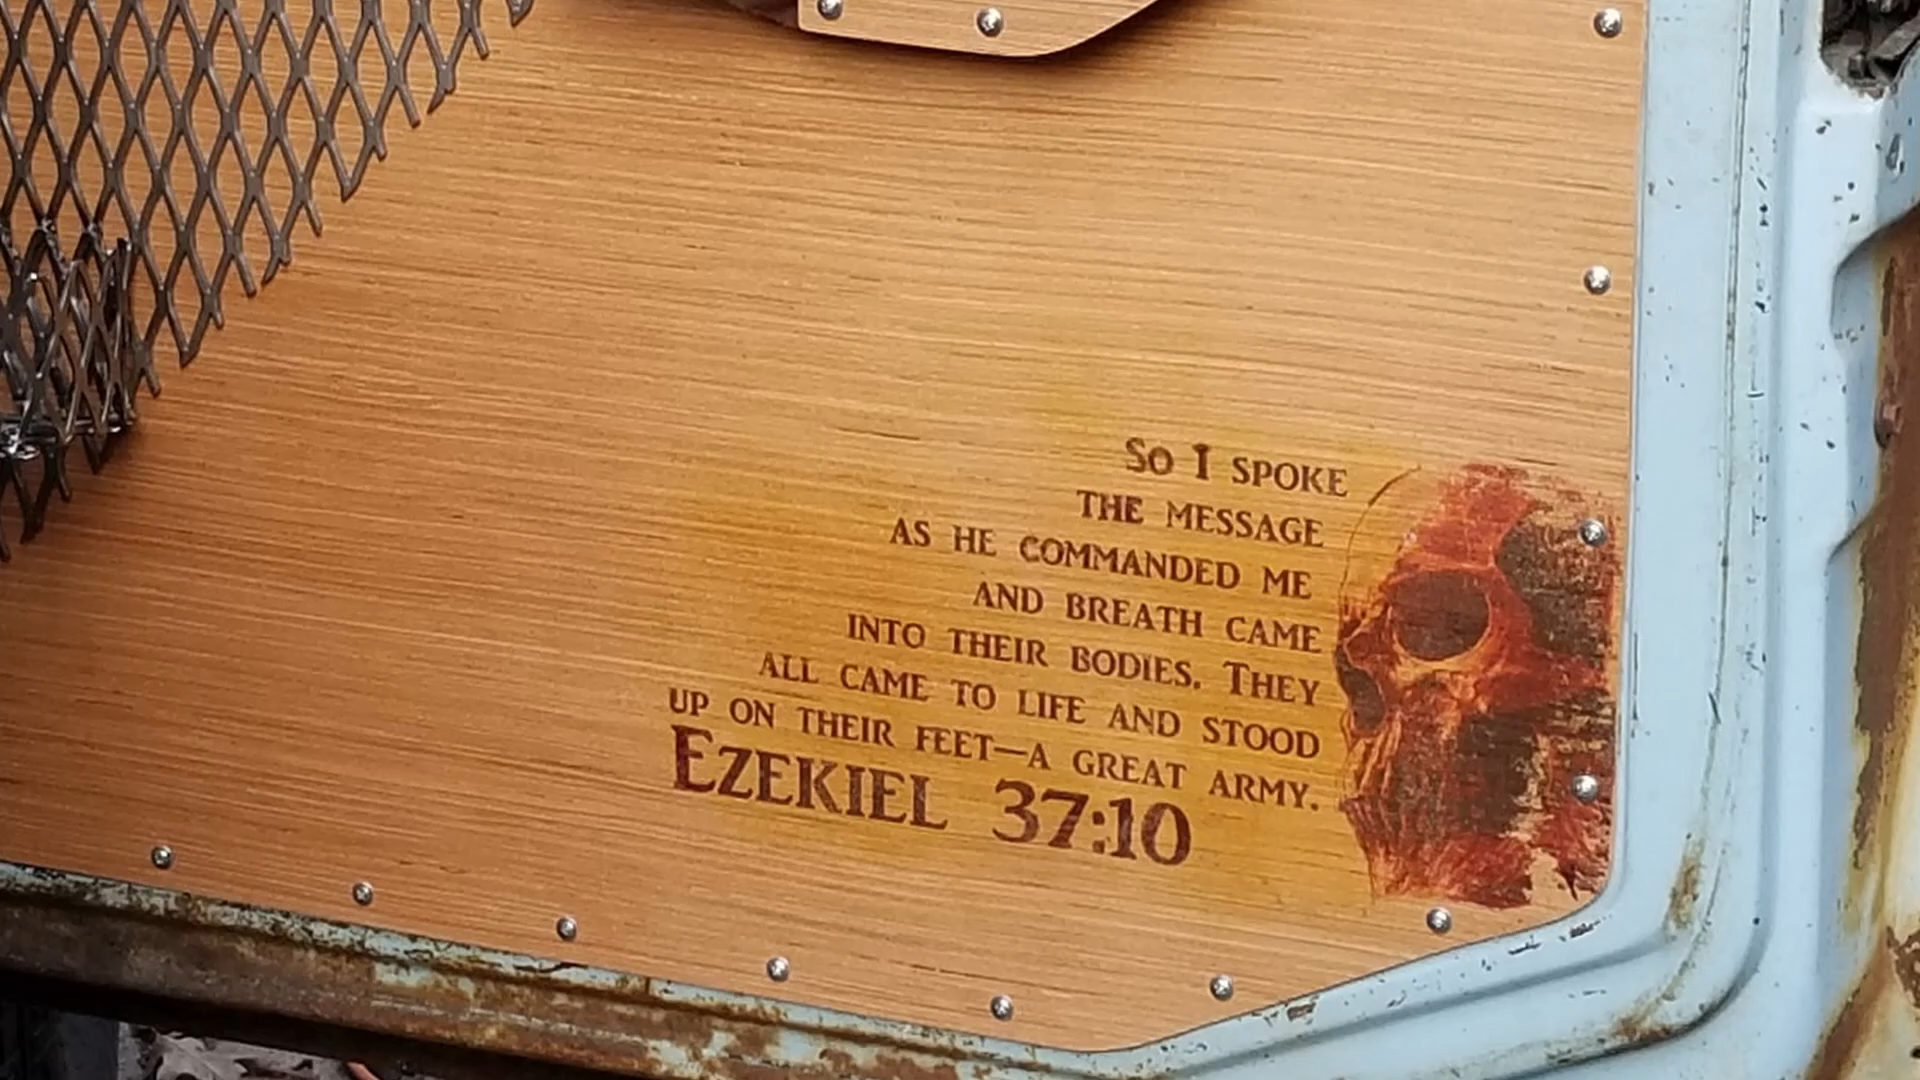 So I spoke
the message
as he commanded me
and breath came
into their bodies. They
all came to life and stood
up on their feet—a great army.
Ezekiel 37:10